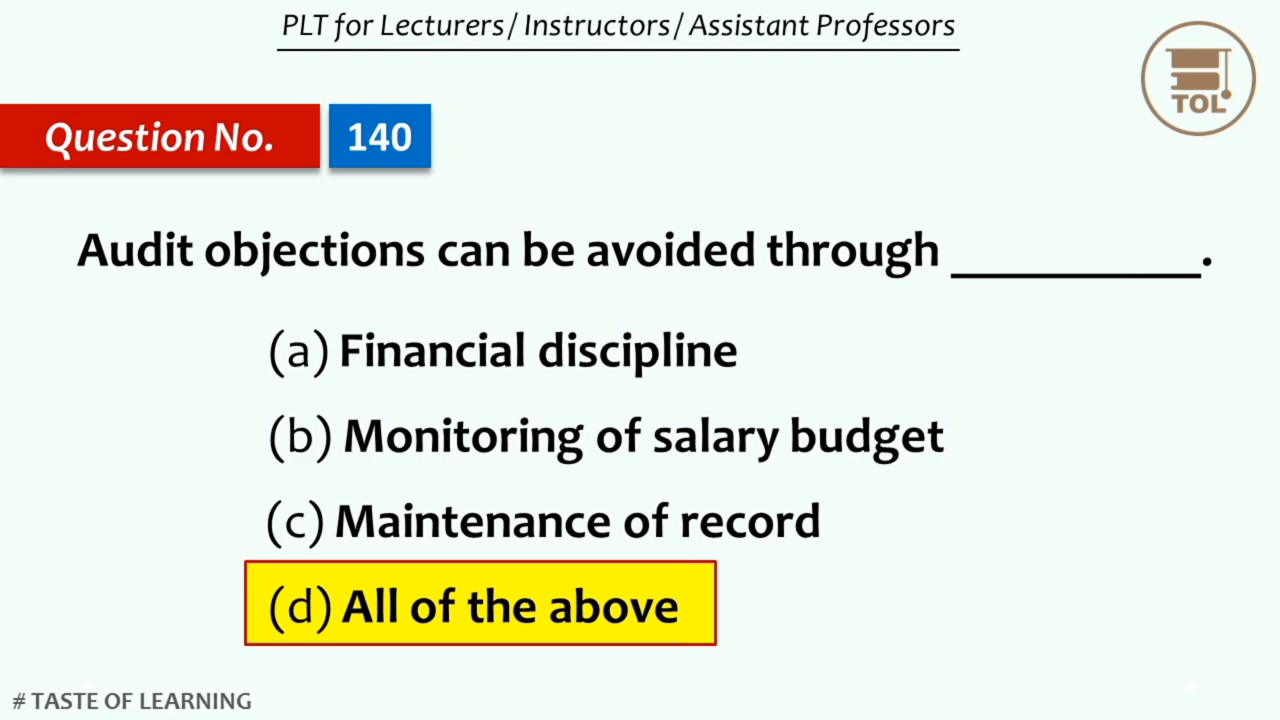 PLT for Lecturers/ Instructors/ Assistant Professors
TOL
Question No. 140
Audit objections can be avoided through __________.
(a) Financial discipline
(b) Monitoring of salary budget
(c) Maintenance of record
(d) All of the above
# TASTE OF LEARNING